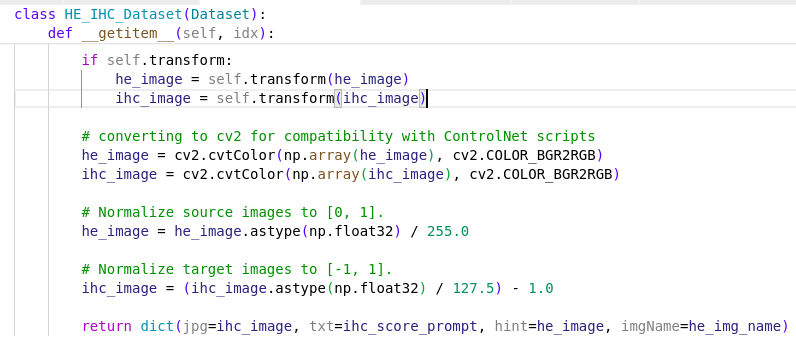 class HE_IHC_Dataset(Dataset):
def __getitem__(self, idx):
if self.transform:
he_image = self.transform(he_image)
ihc_image = self.transform(ihc_image)
# converting to cv2 for compatibility with ControlNet scripts
he_image = cv2.cvtColor(np.array(he_image), cv2.COLOR_BGR2RGB)
ihc_image = cv2.cvtColor(np.array(ihc_image), cv2.COLOR_BGR2RGB)
# Normalize source images to [0, 1].
he_image = he_image.astype(np.float32) / 255.0
# Normalize target images to [-1, 1].
ihc_image = (ihc_image.astype(np.float32) / 127.5) - 1.0
return dict(jpg=ihc_image, txt=ihc_score_prompt, hint=he_image, imgName=he_img_name)